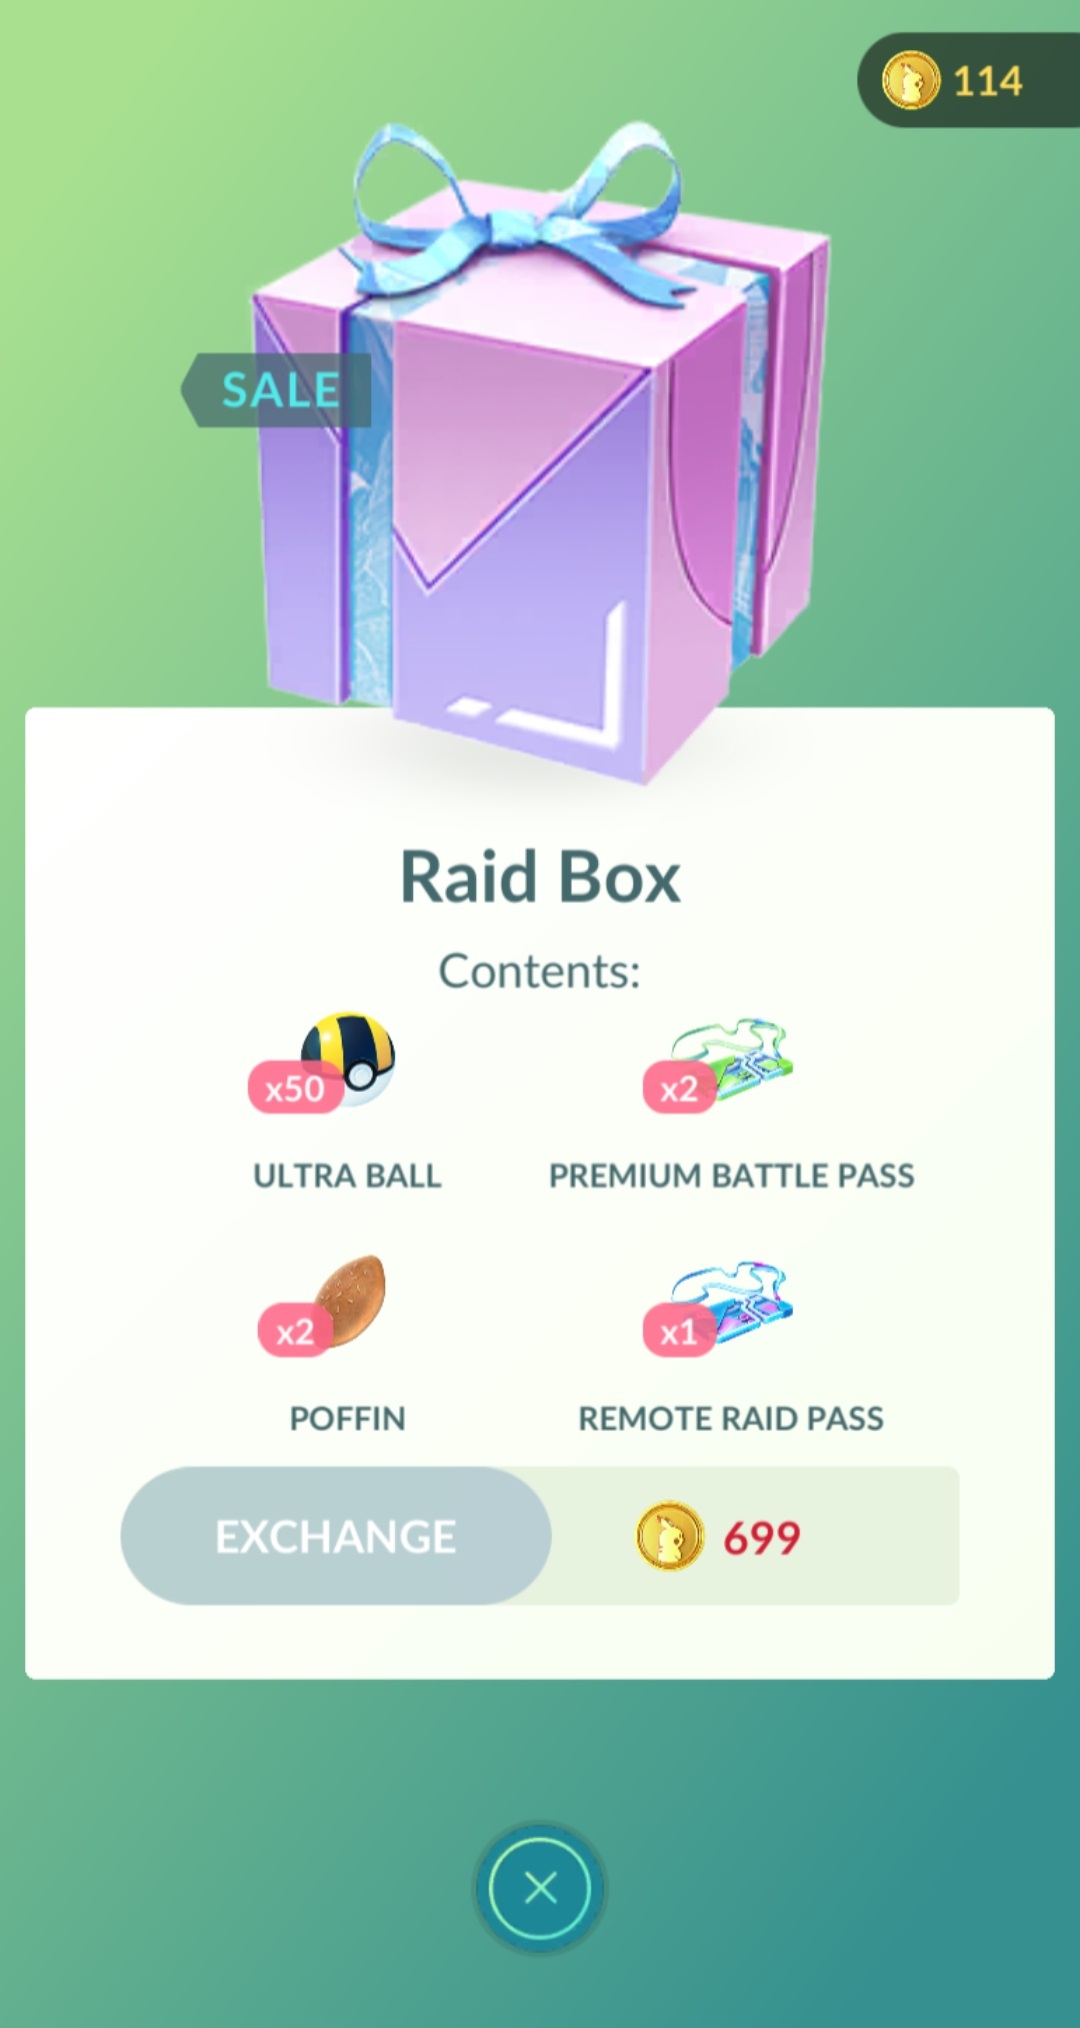 114
SALE
Raid Box
Contents:
x50
x2
ULTRA BALL
PREMIUM BATTLE PASS
x2
x1
POFFIN
REMOTE RAID PASS
EXCHANGE
699